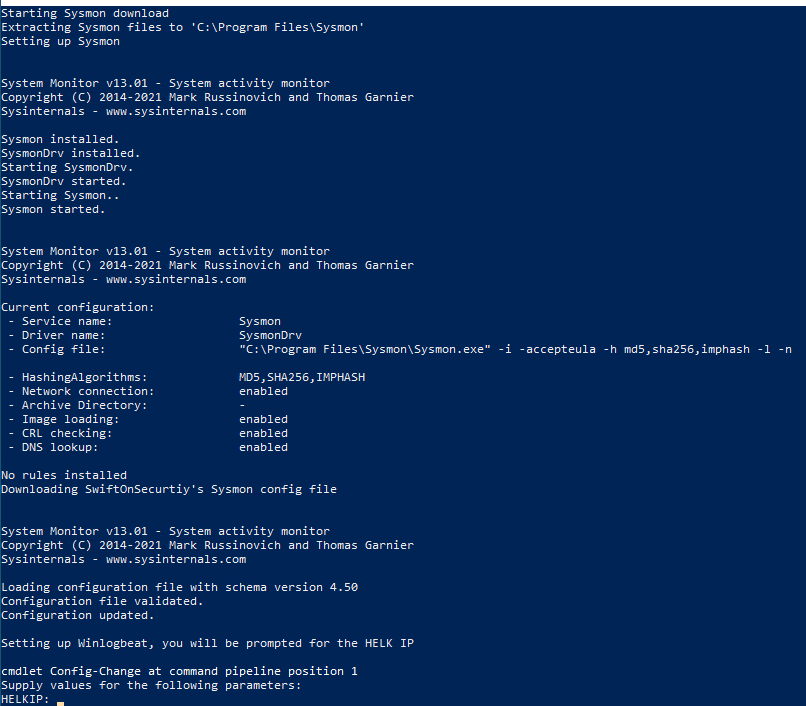 Starting Sysmon download
Extracting Sysmon files to 'C:\Program Files\Sysmon'
Setting up Sysmon
System Monitor v13.01 - System activity monitor
Copyright (C) 2014-2021 Mark Russinovich and Thomas Garnier
Sysinternals - www.sysinternals.com
Sysmon installed.
SysmonDrv installed.
Starting SysmonDrv.
SysmonDrv started.
Starting Sysmon..
Sysmon started.
System Monitor v13.01 - System activity monitor
Copyright (C) 2014-2021 Mark Russinovich and Thomas Garnier
Sysinternals - www.sysinternals.com
Current configuration:
- Service name: Sysmon
- Driver name: SysmonDrv
- Config file: "C:\Program Files\Sysmon\Sysmon.exe" -i -accepteula -h md5,sha256,imphash -l -n
- HashingAlgorithms: MD5,SHA256,IMPHASH
- Network connection: enabled
- Archive Directory: -
- Image loading: enabled
- CRL checking: enabled
- DNS lookup: enabled
No rules installed
Downloading SwiftOnSecurtiy's Sysmon config file
System Monitor v13.01 - System activity monitor
Copyright (C) 2014-2021 Mark Russinovich and Thomas Garnier
Sysinternals - www.sysinternals.com
Loading configuration file with schema version 4.50
Configuration file validated.
Configuration updated.
Setting up Winlogbeat, you will be prompted for the HELK IP
cmdlet Config-Change at command pipeline position 1
Supply values for the following parameters:
HELKIP: